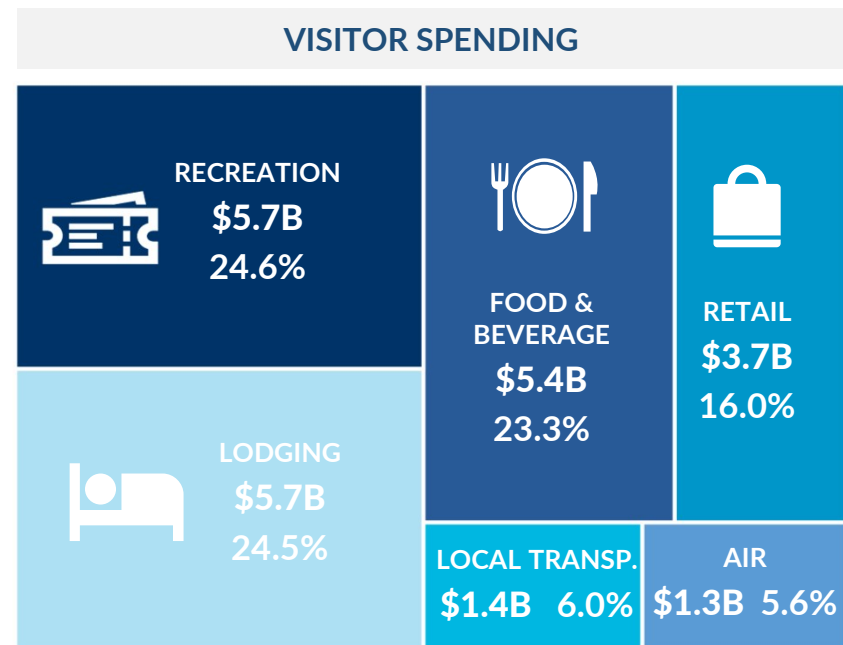 VISITOR SPENDING
RECREATION
$5.7B
24.6%
LODGING
$5.7B
24.5%
FOOD &
BEVERAGE
$5.4B
23.3%
RETAIL
$3.7B
16.0%
LOCAL TRANSP.
$1.4B 6.0%
AIR
$1.3B 5.6%